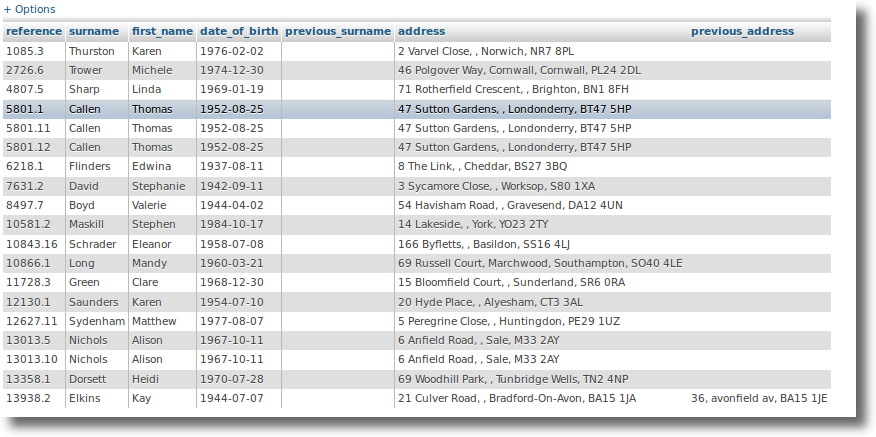 + Options
reference surname first_name date_of_birth previous_surname address previous_address
1085.3 Thurston Karen 1976-02-02 2 Varvel Close, , Norwich, NR7 8PL
2726.6 Trower Michele 1974-12-30 46 Polgover Way, Cornwall, Cornwall, PL24 2DL
4807.5 Sharp Linda 1969-01-19 71 Rotherfield Crescent, , Brighton, BN1 8FH
5801.1 Callen Thomas 1952-08-25 47 Sutton Gardens, , Londonderry, BT47 5HP
5801.11 Callen Thomas 1952-08-25 47 Sutton Gardens, , Londonderry, BT47 5HP
5801.12 Callen Thomas 1952-08-25 47 Sutton Gardens, , Londonderry, BT47 5HP
6218.1 Flinders Edwina 1937-08-11 8 The Link, , Cheddar, BS27 3BQ
7631.2 David Stephanie 1942-09-11 3 Sycamore Close, , Worksop, S80 1XA
8497.7 Boyd Valerie 1944-04-02 54 Havisham Road, , Gravesend, DA12 4UN
10581.2 Maskill Stephen 1984-10-17 14 Lakeside, , York, YO23 2TY
10843.16 Schrader Eleanor 1958-07-08 166 Byfletts, , Basildon, SS16 4LJ
10866.1 Long Mandy 1960-03-21 69 Russell Court, Marchwood, Southampton, SO40 4LE
11728.3 Green Clare 1968-12-30 15 Bloomfield Court, , Sunderland, SR6 0RA
12130.1 Saunders Karen 1954-07-10 20 Hyde Place, , Alyesham, CT3 3AL
12627.11 Sydenham Matthew 1977-08-07 5 Peregrine Close, , Huntingdon, PE29 1UZ
13013.5 Nichols Alison 1967-10-11 6 Anfield Road, , Sale, M33 2AY
13013.10 Nichols Alison 1967-10-11 6 Anfield Road, , Sale, M33 2AY
13358.1 Dorsett Heidi 1970-07-28 69 Woodhill Park, , Tunbridge Wells, TN2 4NP
13938.2 Elkins Kay 1944-07-07 21 Culver Road, , Bradford-On-Avon, BA15 1JA 36, avonfield av, BA15 1JE